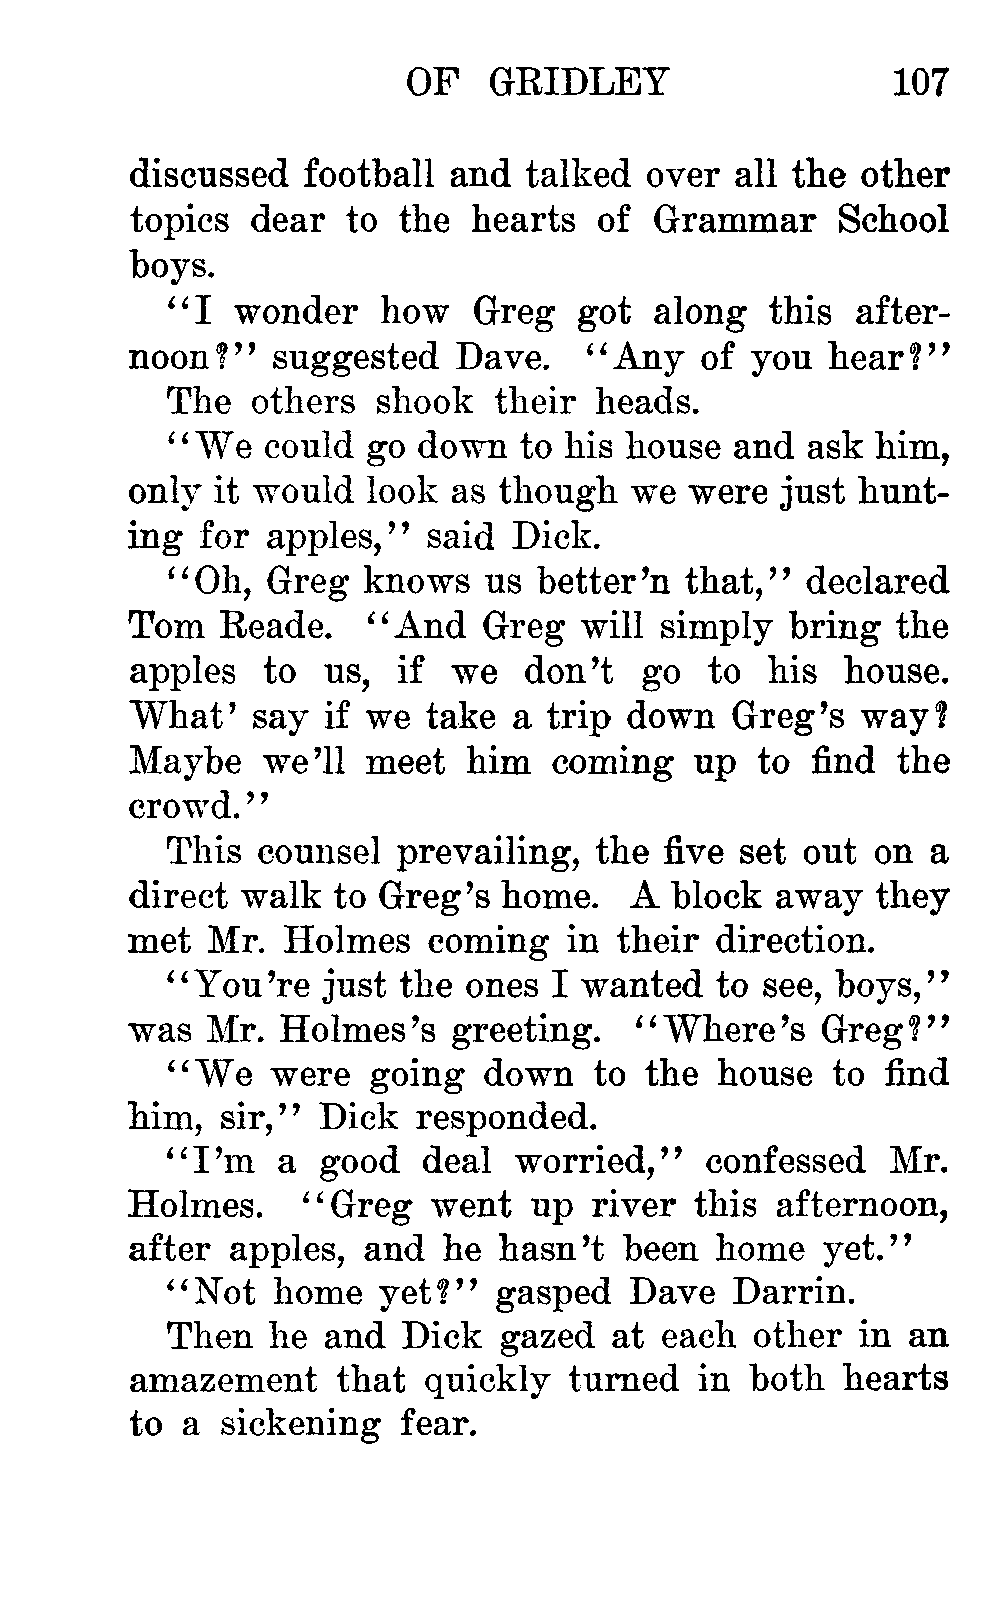 OF GRIDLEY 107
discussed football and talked over all the other
topics dear to the hearts of Grammar School
boys.
“I wonder how Greg got along this after-
noon?” suggested Dave. “Any of you hear?”
The others shook their heads.
“We could go down to his house and ask him,
only it would look as though we were just hunt-
ing for apples,” said Dick.
“Oh, Greg knows us better’n that,” declared
Tom Reade. “And Greg will simply bring the
apples to us, if we don’t go to his house.
What’ say if we take a trip down Greg’s way?
Maybe we’ll meet him coming up to find the
crowd.”
This counsel prevailing, the five set out on a
direct walk to Greg’s home. A block away they
met Mr. Holmes coming in their direction.
“You’re just the ones I wanted to see, boys,”
was Mr. Holmes’s greeting. “Where’s Greg?”
“We were going down to the house to find
him, sir,” Dick responded.
“I’m a good deal worried,” confessed Mr.
Holmes. “Greg went up river this afternoon,
after apples, and he hasn’t been home yet.”
“Not home yet?” gasped Dave Darrin.
Then he and Dick gazed at each other in an
amazement that quickly turned in both hearts
to a sickening fear.